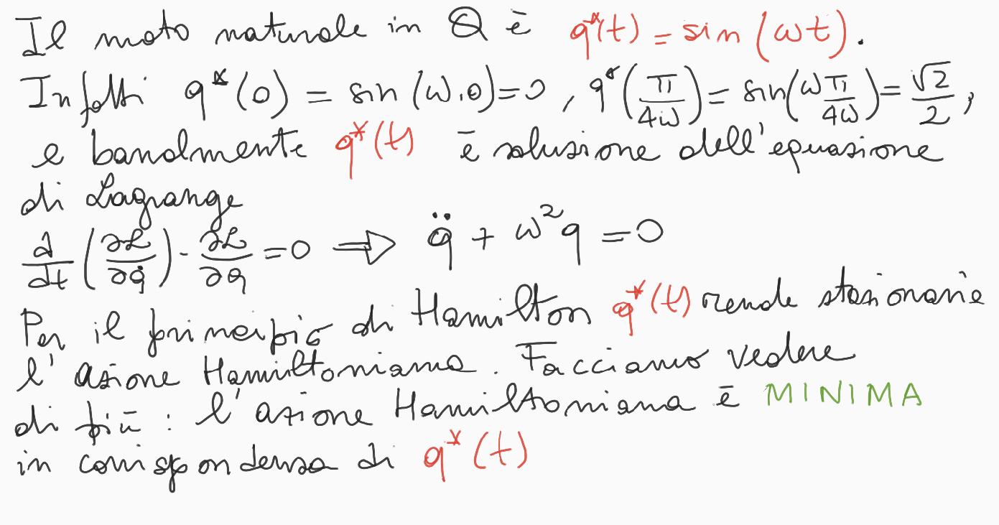 Il moto naturale in Q è q*(t) = sin (ωt).
Infatti q*(0) = sin (ω.0)=0, q*(π/4ω) = sin(ω π/4ω) = √2/2,
e banalmente q*(t) è soluzione dell'equazione
di Lagrange
d/dt (∂L/∂q̇) - ∂L/∂q = 0 ⇒ q̈ + ω²q = 0
Per il principio di Hamilton q*(t) rende stazionaria
l'azione Hamiltoniana. Facciamo vedere
di più : l'azione Hamiltoniana è MINIMA
in corrispondenza di q*(t)